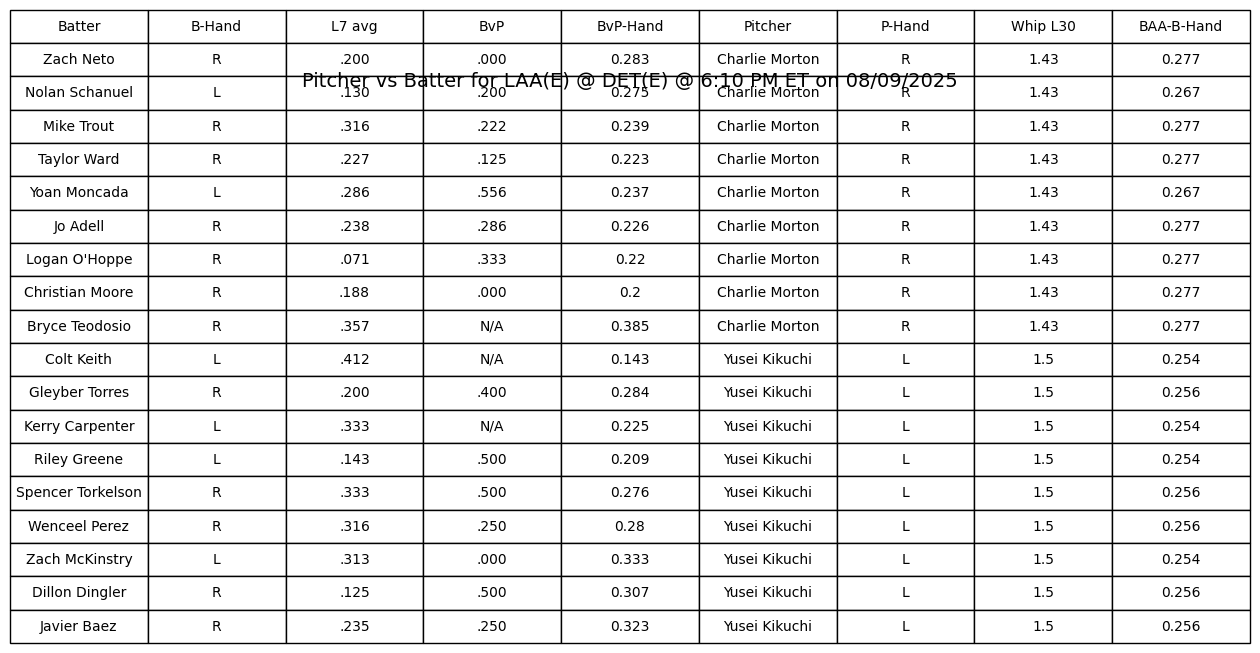 Batter B-Hand L7 avg BvP BvP-Hand Pitcher P-Hand Whip L30 BAA-B-Hand
Zach Neto R .200 .000 0.283 Charlie Morton R 1.43 0.277
Pitcher vs Batter for LAA(E) @ DET(E) @ 6:10 PM ET on 08/09/2025
Nolan Schanuel L .130 .200 0.275 Charlie Morton R 1.43 0.267
Mike Trout R .316 .222 0.239 Charlie Morton R 1.43 0.277
Taylor Ward R .227 .125 0.223 Charlie Morton R 1.43 0.277
Yoan Moncada L .286 .556 0.237 Charlie Morton R 1.43 0.267
Jo Adell R .238 .286 0.226 Charlie Morton R 1.43 0.277
Logan O'Hoppe R .071 .333 0.22 Charlie Morton R 1.43 0.277
Christian Moore R .188 .000 0.2 Charlie Morton R 1.43 0.277
Bryce Teodosio R .357 N/A 0.385 Charlie Morton R 1.43 0.277
Colt Keith L .412 N/A 0.143 Yusei Kikuchi L 1.5 0.254
Gleyber Torres R .200 .400 0.284 Yusei Kikuchi L 1.5 0.256
Kerry Carpenter L .333 N/A 0.225 Yusei Kikuchi L 1.5 0.254
Riley Greene L .143 .500 0.209 Yusei Kikuchi L 1.5 0.254
Spencer Torkelson R .333 .500 0.276 Yusei Kikuchi L 1.5 0.256
Wenceel Perez R .316 .250 0.28 Yusei Kikuchi L 1.5 0.256
Zach McKinstry L .313 .000 0.333 Yusei Kikuchi L 1.5 0.254
Dillon Dingler R .125 .500 0.307 Yusei Kikuchi L 1.5 0.256
Javier Baez R .235 .250 0.323 Yusei Kikuchi L 1.5 0.256